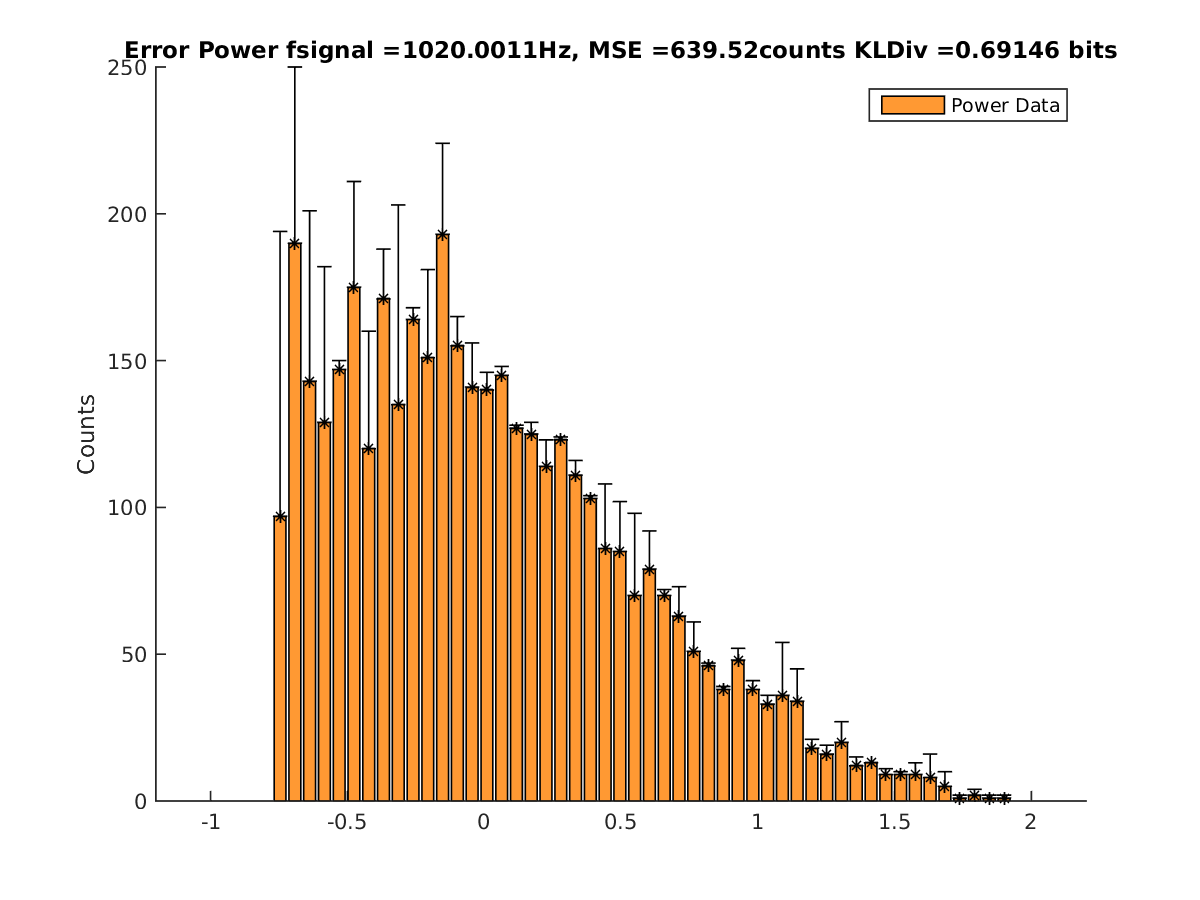 Error Power fsignal =1020.0011Hz, MSE =639.52counts KLDiv =0.69146 bits
250
Power Data
200
150
Counts
100
50
0
-1 -0.5 0 0.5 1 1.5 2